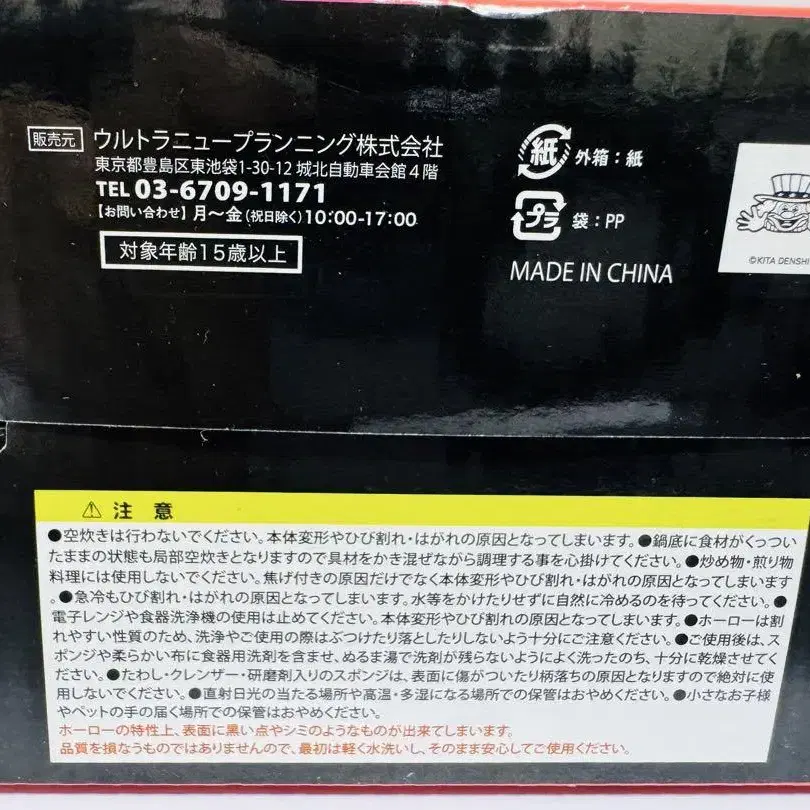 販売元 ウルトラニュープランニング株式会社
東京都豊島区東池袋1-30-12 城北自動車会館４階
TEL 03-6709-1171
【お問い合わせ】月〜金(祝日除く)10:00-17:00
対象年齢15歳以上
紙 外箱：紙
プラ 袋：PP
MADE IN CHINA
©KITA DENSHI
⚠ 注 意
●空炊きは行わないでください。本体変形やひび割れ・はがれの原因となってしまいます。●鍋底に食材がくっつい
たままの状態も局部空炊きとなりますので具材をかき混ぜながら調理する事を心掛けてください。●炒め物・煎り物
料理には使用しないでください。焦げ付きの原因だけでなく本体変形やひび割れ・はがれの原因となってしまいます
。●急冷もひび割れ・はがれの原因となってしまいます。水等をかけたりせずに自然に冷めるのを待ってください。●
電子レンジや食器洗浄機の使用は止めてください。本体変形やひび割れの原因となってしまいます。●ホーローは割
れやすい性質のため、洗浄やご使用の際はぶつけたり落としたりしないよう十分にご注意ください。●ご使用後は、ス
ポンジや柔らかい布に食器用洗剤を含ませ、ぬるま湯で洗剤が残らないようによく洗ったのち、十分に乾燥させてく
ださい。●たわし・クレンザー・研磨剤入りのスポンジは、表面に傷がついたり柄落ちの原因となりますので絶対に使
用しないでください。●直射日光の当たる場所や高温・多湿になる場所での保管はおやめください。●小さなお子様
やペットの手の届く場所での保管はおやめください。
ホーローの特性上、表面に黒い点やシミのようなものが出来てしまいます。
品質を損なうものではありませんので、最初は軽く水洗いし、そのまま安心してご使用ください。